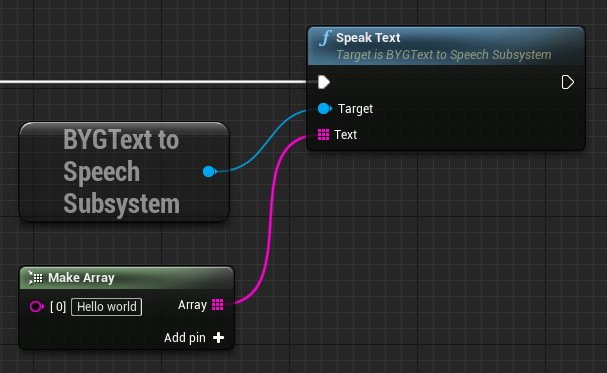 Speak Text
Target is BYGText to Speech Subsystem
Target
Text
BYGText to
Speech
Subsystem
Make Array
[ 0] Hello world
Array
Add pin